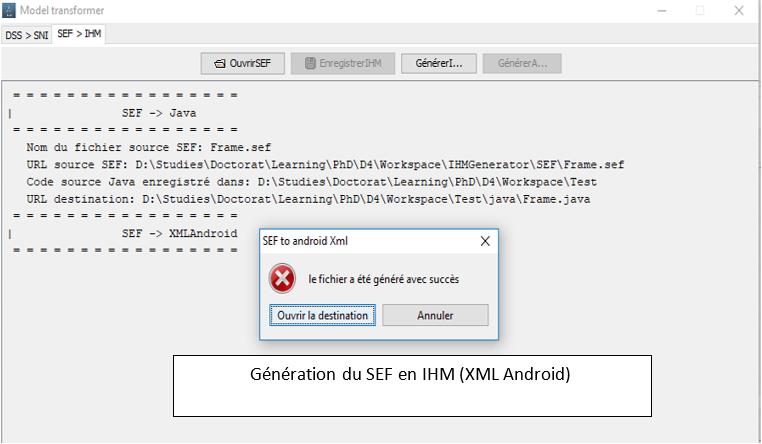 Model transformer
DSS > SNI
SEF > IHM
OuvrirSEF
EnregistrerIHM
GénérerI...
GénérerA...
= = = = = = = = = = = = = = = = =
| SEF -> Java
= = = = = = = = = = = = = = = = =
Nom du fichier source SEF: Frame.sef
URL source SEF: D:\Studies\Doctorat\Learning\PhD\D4\Workspace\IHMGenerator\SEF\Frame.sef
Code source Java enregistré dans: D:\Studies\Doctorat\Learning\PhD\D4\Workspace\Test
URL destination: D:\Studies\Doctorat\Learning\PhD\D4\Workspace\Test\java\Frame.java
= = = = = = = = = = = = = = = = =
| SEF -> XMLAndroid
= = = = = = = = = = = = = = = = =
SEF to android Xml
le fichier a été généré avec succès
Ouvrir la destination
Annuler
Génération du SEF en IHM (XML Android)